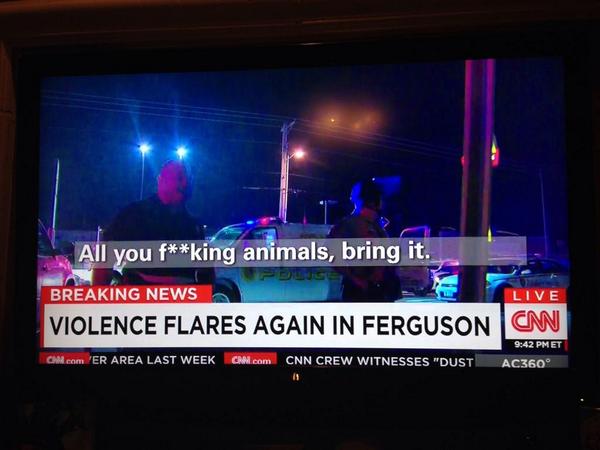 All you f**king animals, bring it.
POLICE
BREAKING NEWS
LIVE
VIOLENCE FLARES AGAIN IN FERGUSON
CNN
9:42 PM ET
CNN.com 'ER AREA LAST WEEK CNN.com CNN CREW WITNESSES "DUST
AC360°